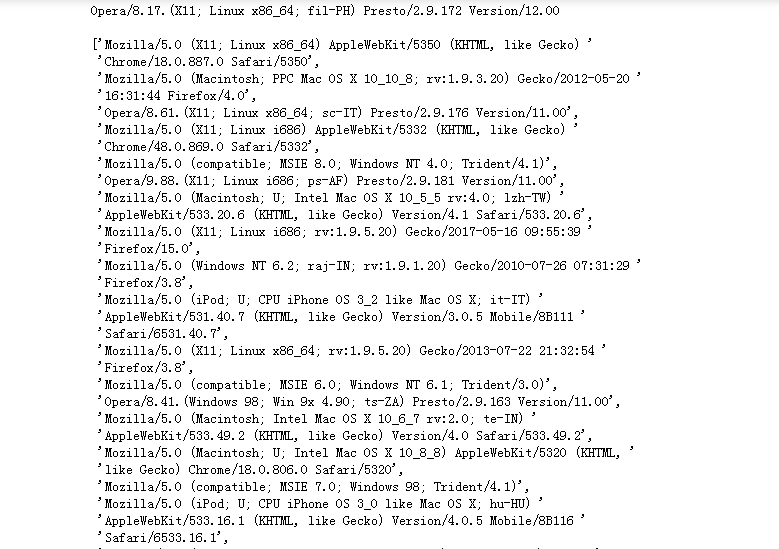 Opera/8.17.(X11; Linux x86_64; fil-PH) Presto/2.9.172 Version/12.00
['Mozilla/5.0 (X11; Linux x86_64) AppleWebKit/5350 (KHTML, like Gecko) '
'Chrome/18.0.887.0 Safari/5350',
'Mozilla/5.0 (Macintosh; PPC Mac OS X 10_10_8; rv:1.9.3.20) Gecko/2012-05-20 '
'16:31:44 Firefox/4.0',
'Opera/8.61.(X11; Linux x86_64; sc-IT) Presto/2.9.176 Version/11.00',
'Mozilla/5.0 (X11; Linux i686) AppleWebKit/5332 (KHTML, like Gecko) '
'Chrome/48.0.869.0 Safari/5332',
'Mozilla/5.0 (compatible; MSIE 8.0; Windows NT 4.0; Trident/4.1)',
'Opera/9.88.(X11; Linux i686; ps-AF) Presto/2.9.181 Version/11.00',
'Mozilla/5.0 (Macintosh; U; Intel Mac OS X 10_5_5 rv:4.0; lzh-TW) '
'AppleWebKit/533.20.6 (KHTML, like Gecko) Version/4.1 Safari/533.20.6',
'Mozilla/5.0 (X11; Linux i686; rv:1.9.5.20) Gecko/2017-05-16 09:55:39 '
'Firefox/15.0',
'Mozilla/5.0 (Windows NT 6.2; raj-IN; rv:1.9.1.20) Gecko/2010-07-26 07:31:29 '
'Firefox/3.8',
'Mozilla/5.0 (iPod; U; CPU iPhone OS 3_2 like Mac OS X; it-IT) '
'AppleWebKit/531.40.7 (KHTML, like Gecko) Version/3.0.5 Mobile/8B111 '
'Safari/6531.40.7',
'Mozilla/5.0 (X11; Linux x86_64; rv:1.9.5.20) Gecko/2013-07-22 21:32:54 '
'Firefox/3.8',
'Mozilla/5.0 (compatible; MSIE 6.0; Windows NT 6.1; Trident/3.0)',
'Opera/8.41.(Windows 98; Win 9x 4.90; ts-ZA) Presto/2.9.163 Version/11.00',
'Mozilla/5.0 (Macintosh; Intel Mac OS X 10_6_7 rv:2.0; te-IN) '
'AppleWebKit/533.49.2 (KHTML, like Gecko) Version/4.0 Safari/533.49.2',
'Mozilla/5.0 (Macintosh; U; Intel Mac OS X 10_8_8) AppleWebKit/5320 (KHTML, '
'like Gecko) Chrome/18.0.806.0 Safari/5320',
'Mozilla/5.0 (compatible; MSIE 7.0; Windows 98; Trident/4.1)',
'Mozilla/5.0 (iPod; U; CPU iPhone OS 3_0 like Mac OS X; hu-HU) '
'AppleWebKit/533.16.1 (KHTML, like Gecko) Version/4.0.5 Mobile/8B116 '
'Safari/6533.16.1',